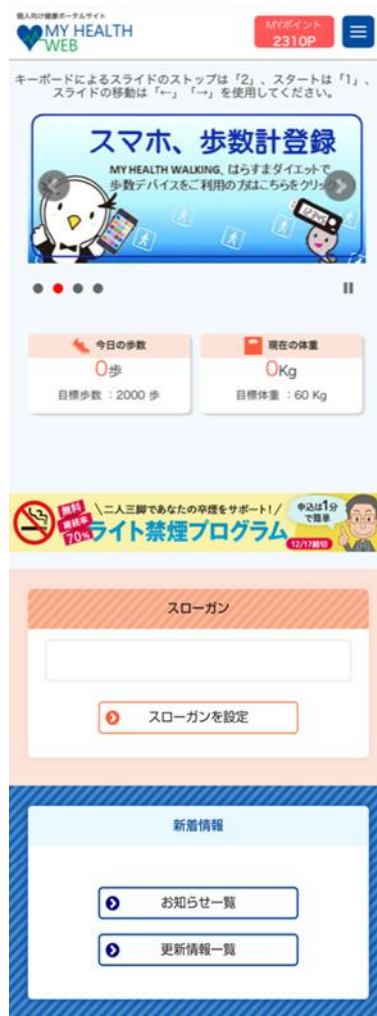 個人向け健康ポータルサイト
MY HEALTH
WEB
MYポイント
2310P
キーボードによるスライドのストップは「2」、スタートは「1」、
スライドの移動は「←」「→」を使用してください。
スマホ、歩数計登録
MY HEALTH WALKING、はらすまダイエットで
歩数デバイスをご利用の方はこちらをクリック
12345
今日の歩数
0歩
目標歩数 ：2000 歩
現在の体重
0Kg
目標体重 ：60 Kg
無料
継続率
70%
\二人三脚であなたの卒煙をサポート!/
ライト禁煙プログラム
申込は1分
で簡単
12/17締切
スローガン
スローガンを設定
新着情報
お知らせ一覧
更新情報一覧